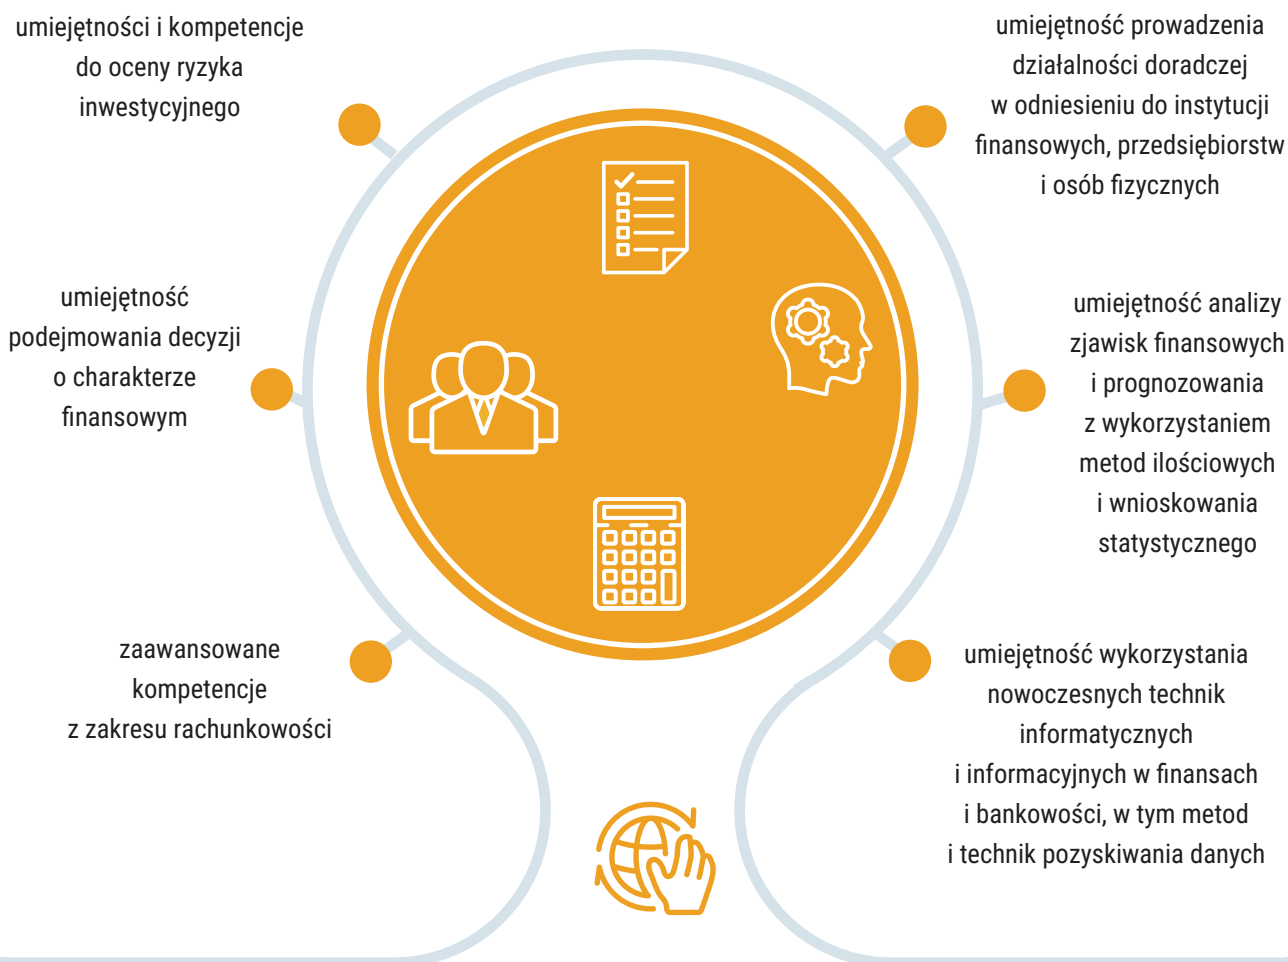 umiejętności i kompetencje
do oceny ryzyka
inwestycyjnego
umiejętność
podejmowania decyzji
o charakterze
finansowym
zaawansowane
kompetencje
z zakresu rachunkowości
umiejętność prowadzenia
działalności doradczej
w odniesieniu do instytucji
finansowych, przedsiębiorstw
i osób fizycznych
umiejętność analizy
zjawisk finansowych
i prognozowania
z wykorzystaniem
metod ilościowych
i wnioskowania
statystycznego
umiejętność wykorzystania
nowoczesnych technik
informatycznych
i informacyjnych w finansach
i bankowości, w tym metod
i technik pozyskiwania danych